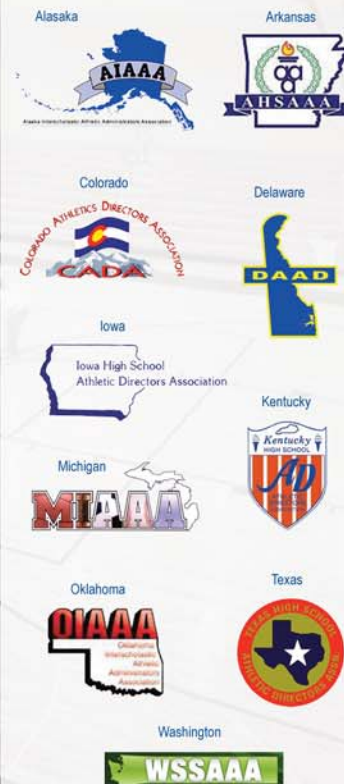 Alasaka
Arkansas
AIAAA
Alaska Interscholastic Athletic Administrators Association
AHSAAA
Colorado
Delaware
COLORADO ATHLETICS DIRECTORS ASSOCIATION
CADA
DAAD
Iowa
Iowa High School
Athletic Directors Association
Kentucky
Kentucky
HIGH SCHOOL
AD
Michigan
MIAAA
Oklahoma
Texas
OIAAA
Oklahoma
Interscholastic
Athletic
Administrators
Association
TEXAS HIGH SCHOOL
ATHLETIC DIRECTORS ASSN
Washington
WSSAAA